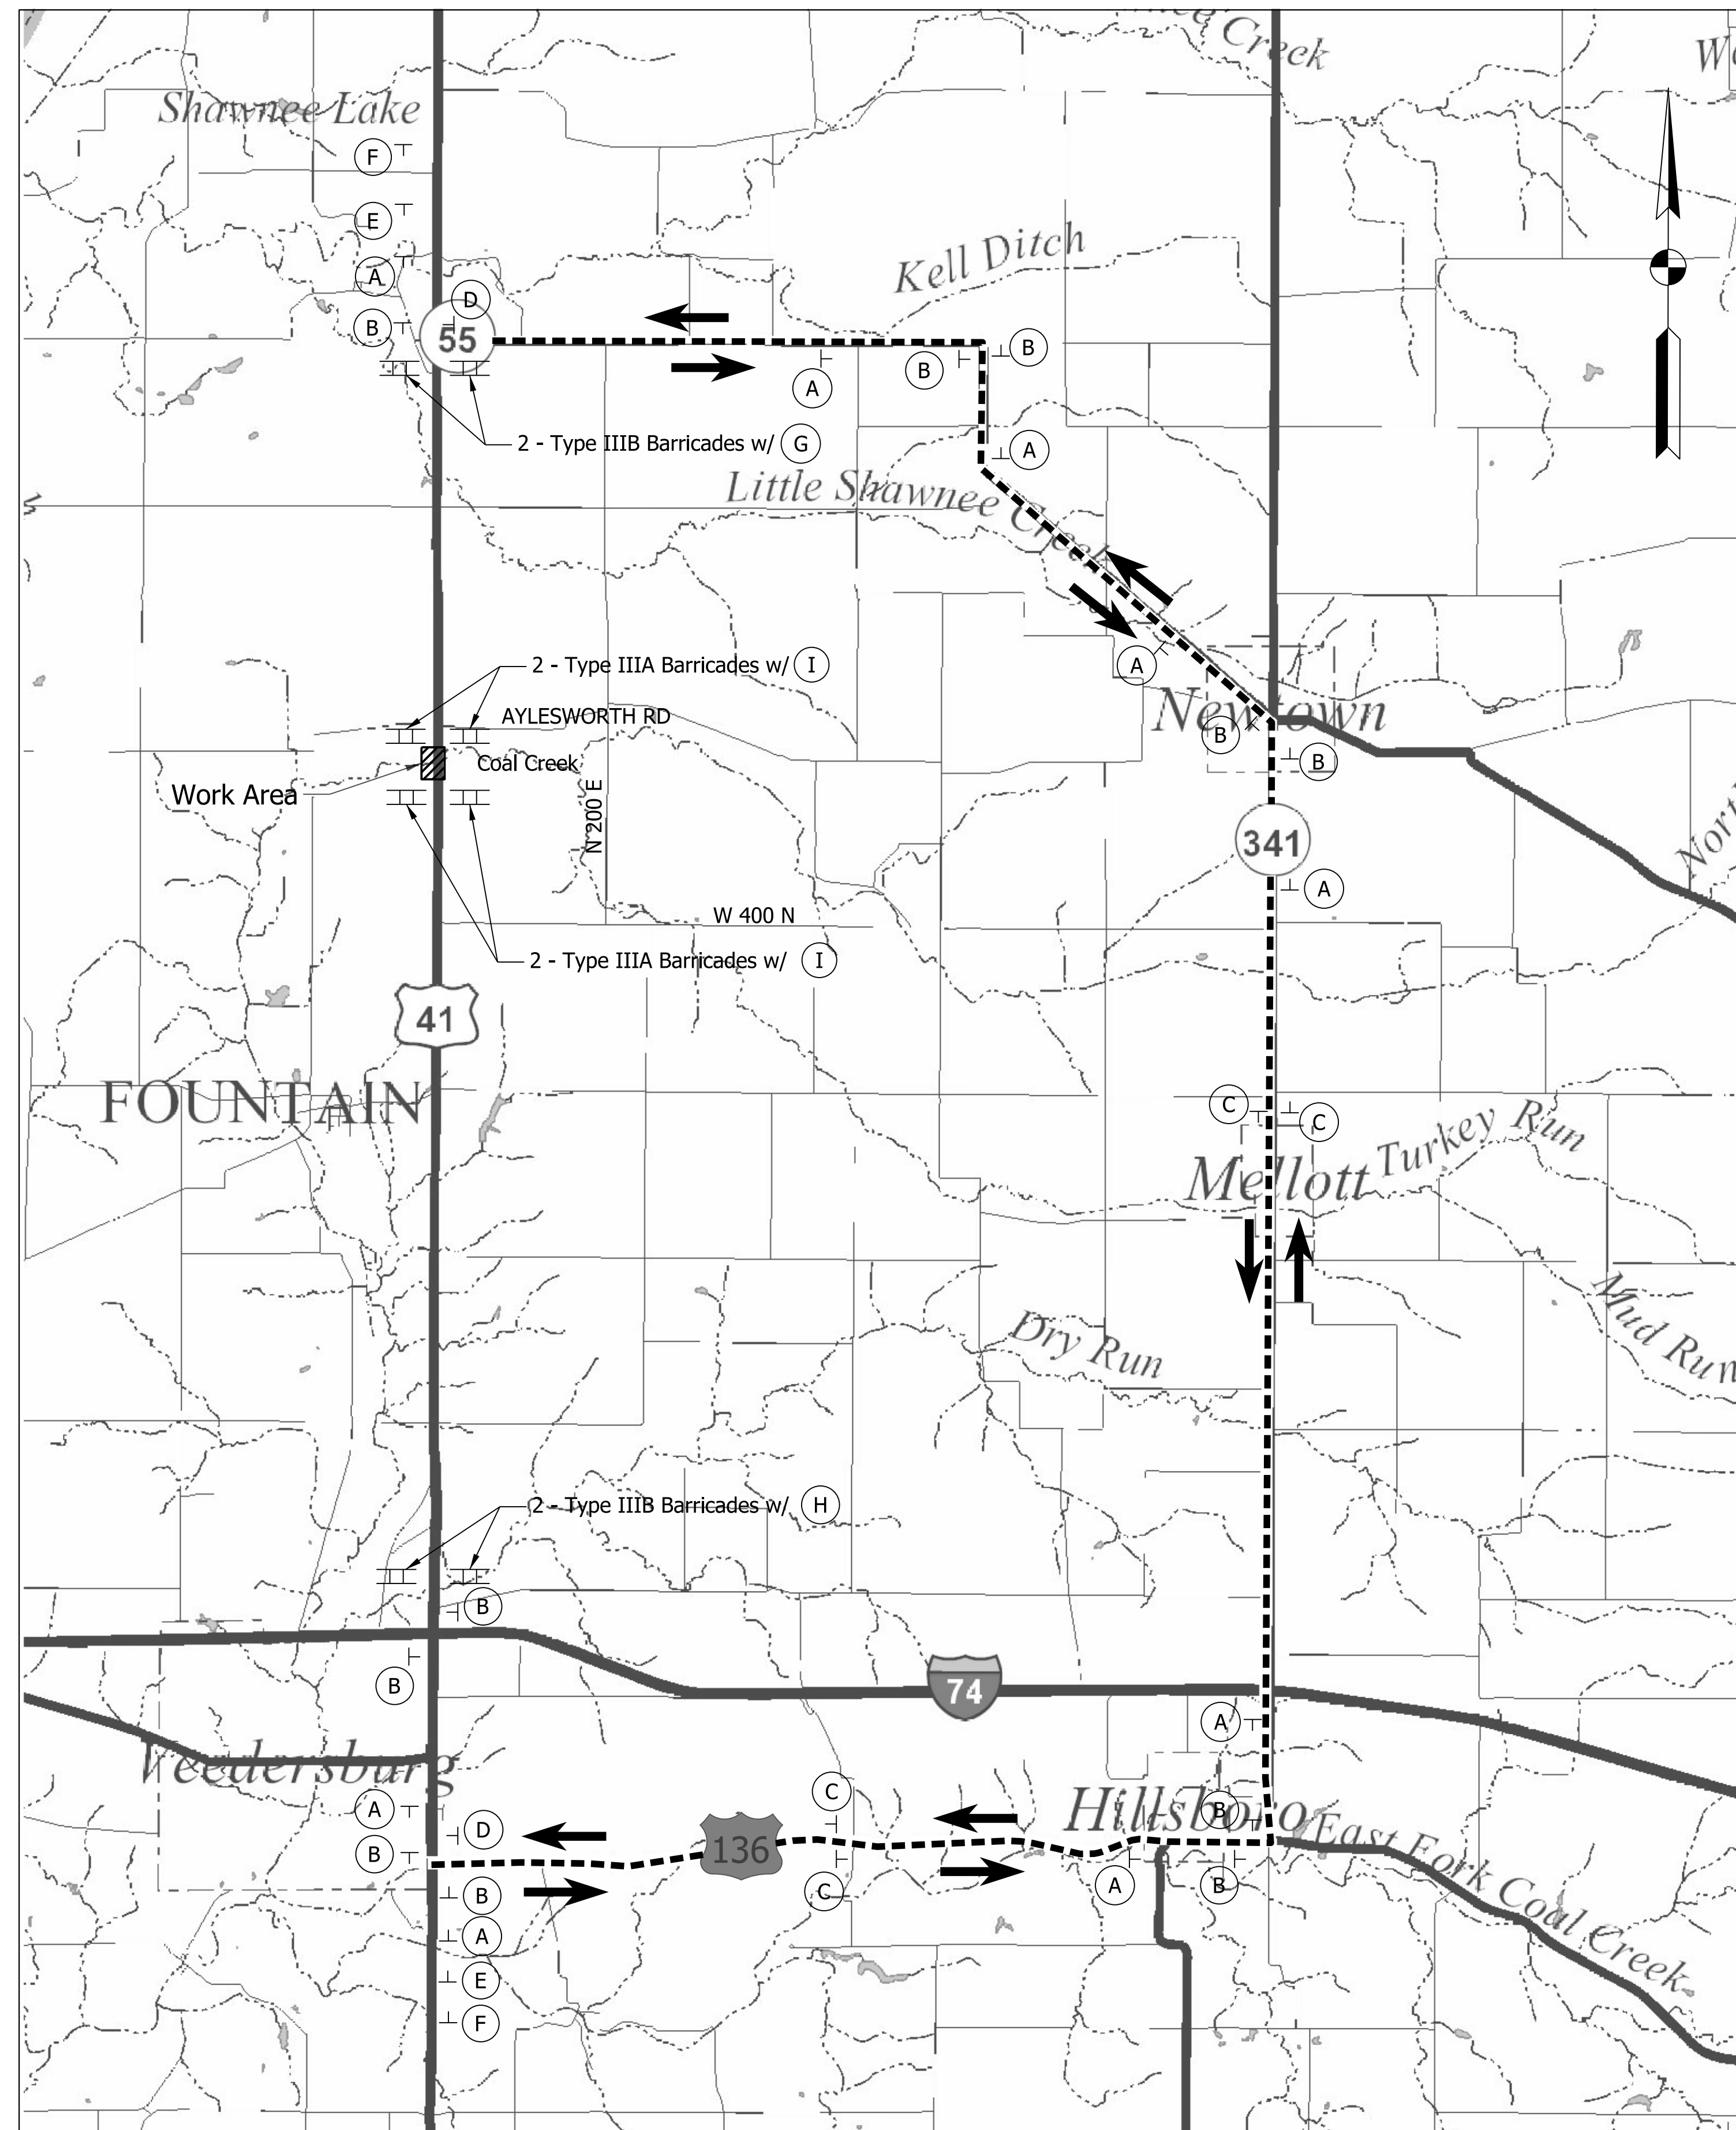 Creek
Shawnee Lake
F
E
Kell Ditch
A
D
B
55
B
B
A
2 - Type IIIB Barricades w/ G
A
Little Shawnee Creek
2 - Type IIIA Barricades w/ I
A
AYLESWORTH RD
Newtown
B
B
Coal Creek
Work Area
N 200 E
341
A
W 400 N
2 - Type IIIA Barricades w/ I
41
FOUNTAIN
C
C
Turkey Run
Mellott
Mud Run
Dry Run
2 - Type IIIB Barricades w/ H
B
B
74
A
Veedersburg
C
A
Hillsboro
B
D
136
B
East Fork Coal Creek
C
A
B
B
A
E
F